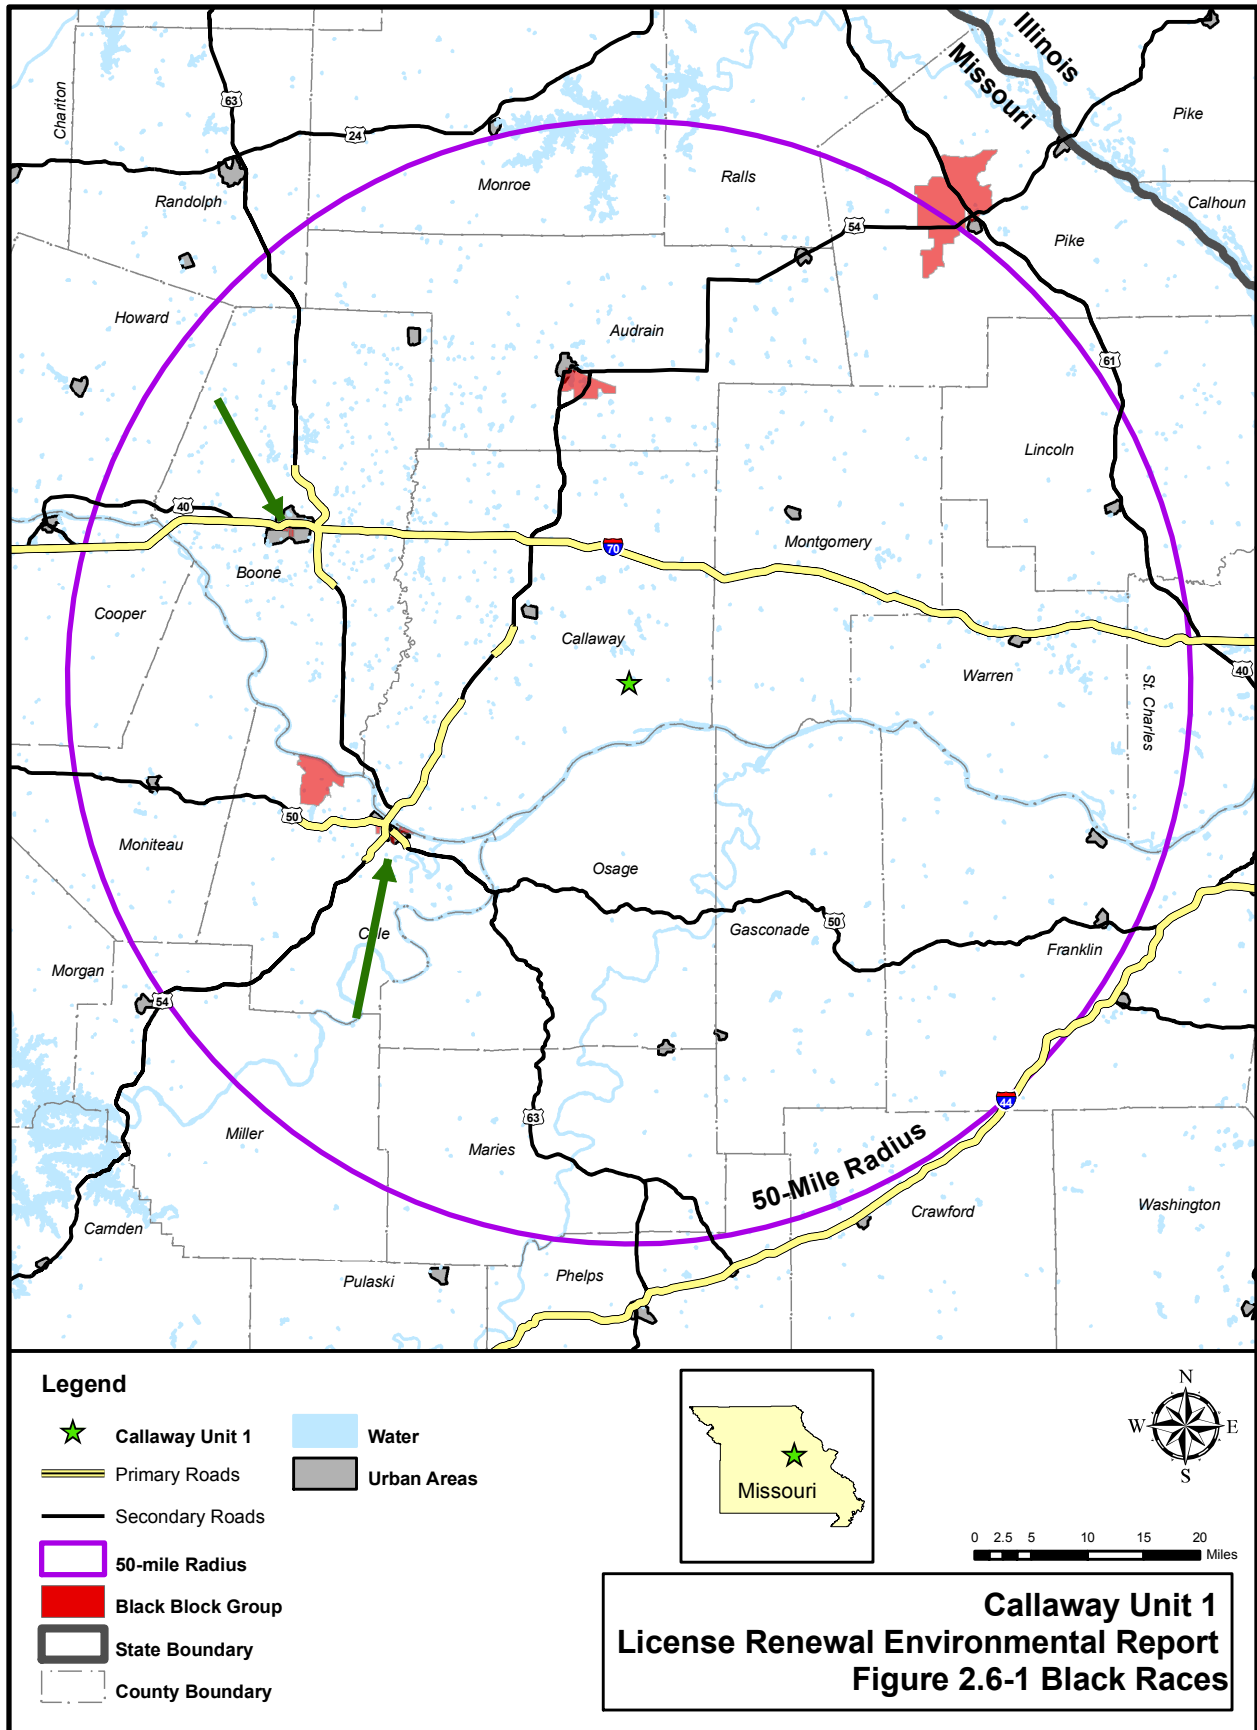 Illinois
Missouri
Chariton
63
24
Pike
Monroe
Ralls
Randolph
Calhoun
54
Pike
Howard
Audrain
61
Lincoln
40
70
Montgomery
Boone
Cooper
Callaway
Warren
St. Charles
40
50
Moniteau
Osage
50
Gasconade
Cole
Franklin
Morgan
54
44
63
Miller
Maries
50-Mile Radius
Crawford
Washington
Camden
Pulaski
Phelps
Legend
Callaway Unit 1
Primary Roads
Secondary Roads
50-mile Radius
Black Block Group
State Boundary
County Boundary
Water
Urban Areas
Missouri
N
W E
S
0 2.5 5 10 15 20
Miles
Callaway Unit 1
License Renewal Environmental Report
Figure 2.6-1 Black Races